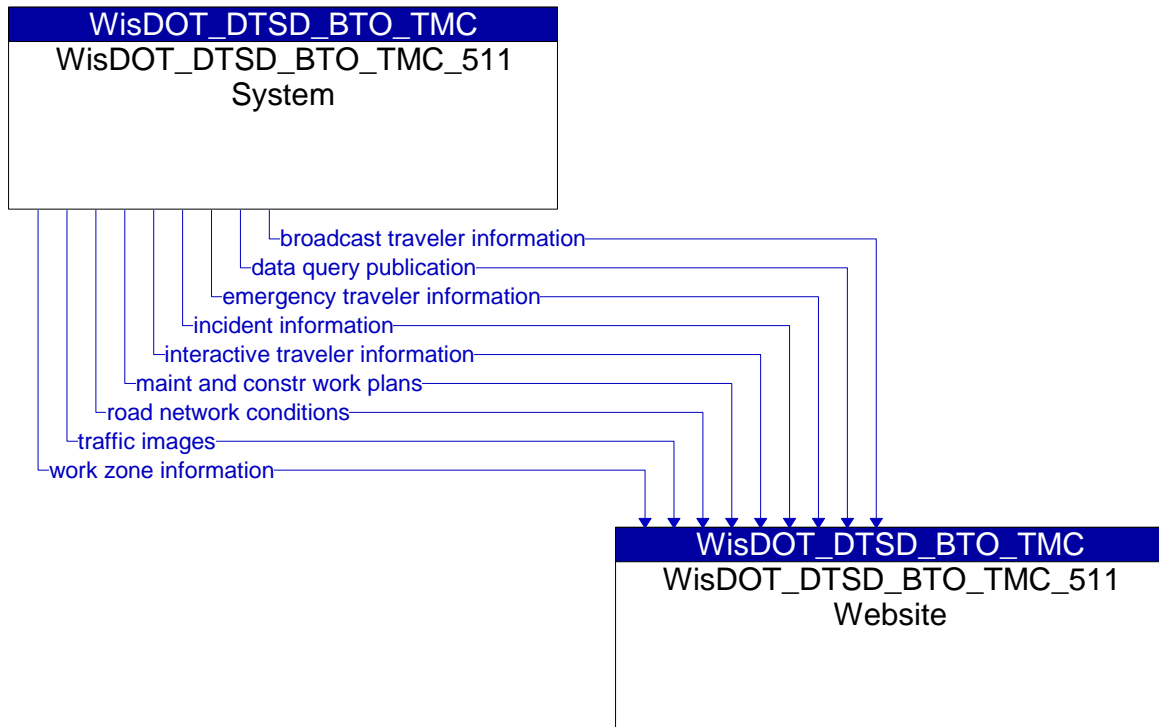 WisDOT_DTSD_BTO_TMC
WisDOT_DTSD_BTO_TMC_511
System
broadcast traveler information
data query publication
emergency traveler information
incident information
interactive traveler information
maint and constr work plans
road network conditions
traffic images
work zone information
WisDOT_DTSD_BTO_TMC
WisDOT_DTSD_BTO_TMC_511
Website